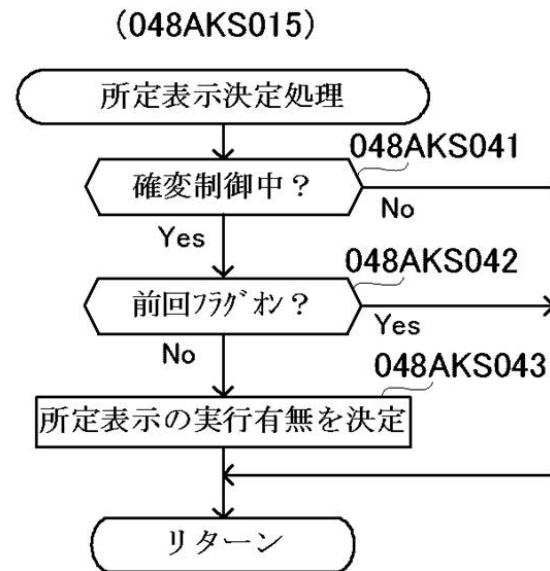 (048AKS015)
所定表示決定処理
048AKS041
確変制御中？
No
Yes
048AKS042
前回ﾌﾗｸﾞｵﾝ？
Yes
No
048AKS043
所定表示の実行有無を決定
リターン